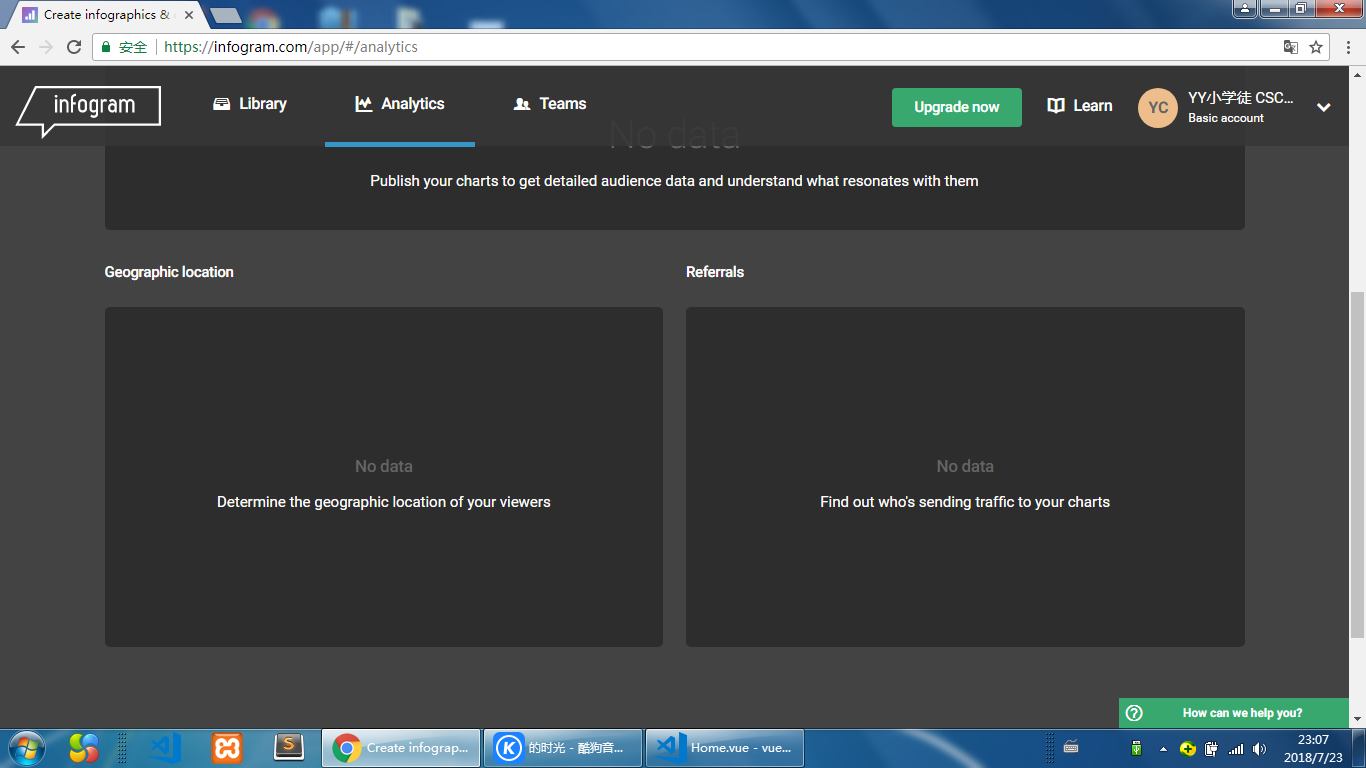 Create infographics &
安全 https://infogram.com/app/#/analytics
infogram Library Analytics Teams Upgrade now Learn YC YY小学徒 CSC...
Basic account
No data
Publish your charts to get detailed audience data and understand what resonates with them
Geographic location Referrals
No data No data
Determine the geographic location of your viewers Find out who's sending traffic to your charts
How can we help you?
Create infograp... 的时光 - 酷狗音... Home.vue - vue... 23:07
2018/7/23